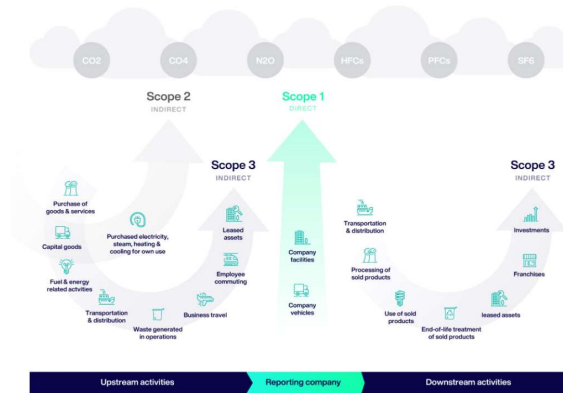 CO2
CO4
N2O
HFCs
PFCs
SF6
Scope 2
INDIRECT
Scope 1
DIRECT
Scope 3
INDIRECT
Scope 3
INDIRECT
Purchase of
goods & services
Capital goods
Fuel & energy
related activities
Transportation
& distribution
Waste generated
in operations
Business travel
Employee
commuting
Leased
assets
Purchased electricity,
steam, heating &
cooling for own use
Company
facilities
Company
vehicles
Transportation
& distribution
Processing of
sold products
Use of sold
products
End-of-life treatment
of sold products
leased assets
Franchises
Investments
Upstream activities
Reporting company
Downstream activities